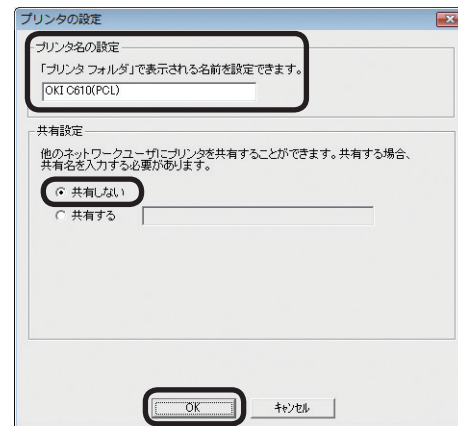 プリンタの設定
プリンタ名の設定
「プリンタ フォルダ」で表示される名前を設定できます。
OKI C610(PCL)
共有設定
他のネットワークユーザにプリンタを共有することができます。共有する場合、
共有名を入力する必要があります。
共有しない
共有する
OK
キャンセル